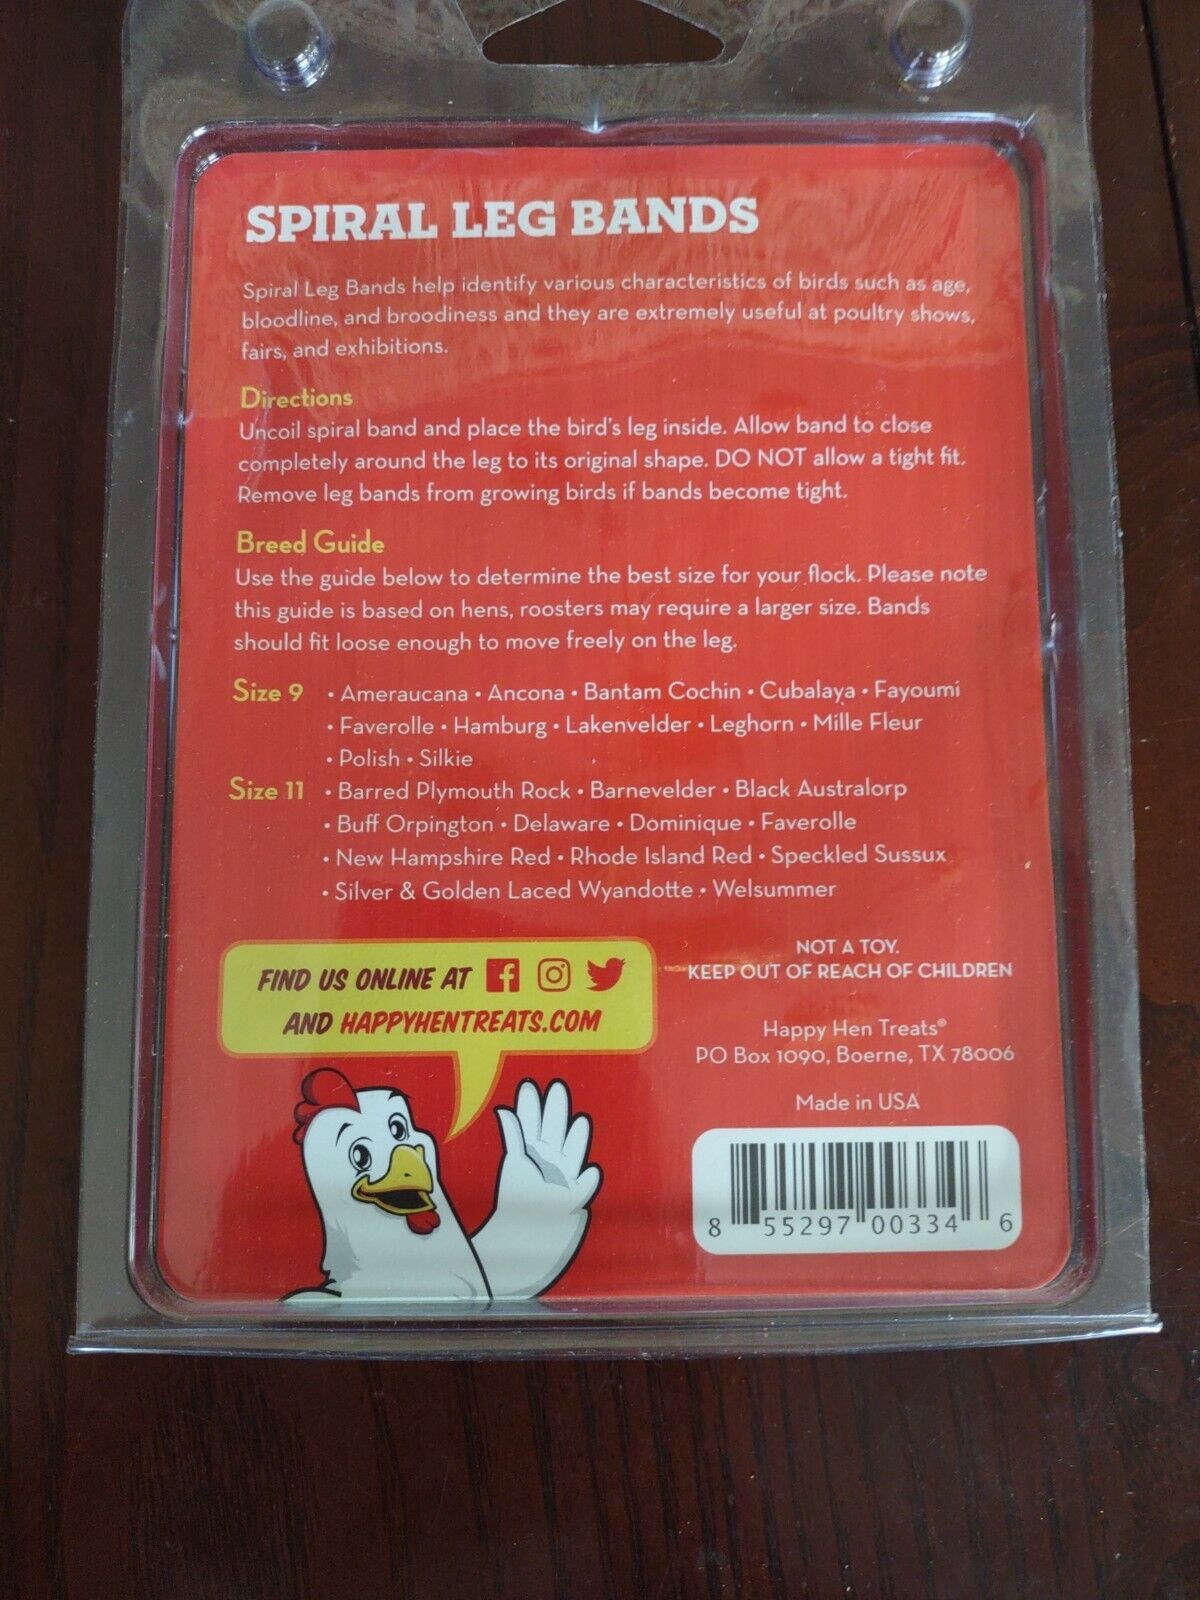 SPIRAL LEG BANDS
Spiral Leg Bands help identify various characteristics of birds such as age,
bloodline, and broodiness and they are extremely useful at poultry shows,
fairs, and exhibitions.
Directions
Uncoil spiral band and place the bird's leg inside. Allow band to close
completely around the leg to its original shape. DO NOT allow a tight fit.
Remove leg bands from growing birds if bands become tight.
Breed Guide
Use the guide below to determine the best size for your flock. Please note
this guide is based on hens, roosters may require a larger size. Bands
should fit loose enough to move freely on the leg.
Size 9 • Ameraucana • Ancona • Bantam Cochin • Cubalaya • Fayoumi
• Faverolle • Hamburg • Lakenvelder • Leghorn • Mille Fleur
• Polish • Silkie
Size 11 • Barred Plymouth Rock • Barnevelder • Black Australorp
• Buff Orpington • Delaware • Dominique • Faverolle
• New Hampshire Red • Rhode Island Red • Speckled Sussux
• Silver & Golden Laced Wyandotte • Welsummer
FIND US ONLINE AT
AND HAPPYHENTREATS.COM
NOT A TOY.
KEEP OUT OF REACH OF CHILDREN
Happy Hen Treats®
PO Box 1090, Boerne, TX 78006
Made in USA
8 55297 00334 6